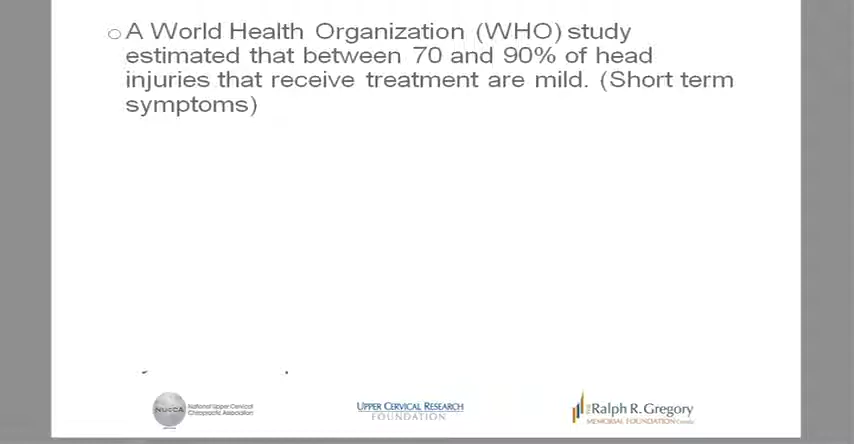 A World Health Organization (WHO) study
estimated that between 70 and 90% of head
injuries that receive treatment are mild. (Short term
symptoms)
NUCCA
National Upper Cervical
Chiropractic Association
UPPER CERVICAL RESEARCH
FOUNDATION
THE Ralph R. Gregory
MEMORIAL FOUNDATION Canada